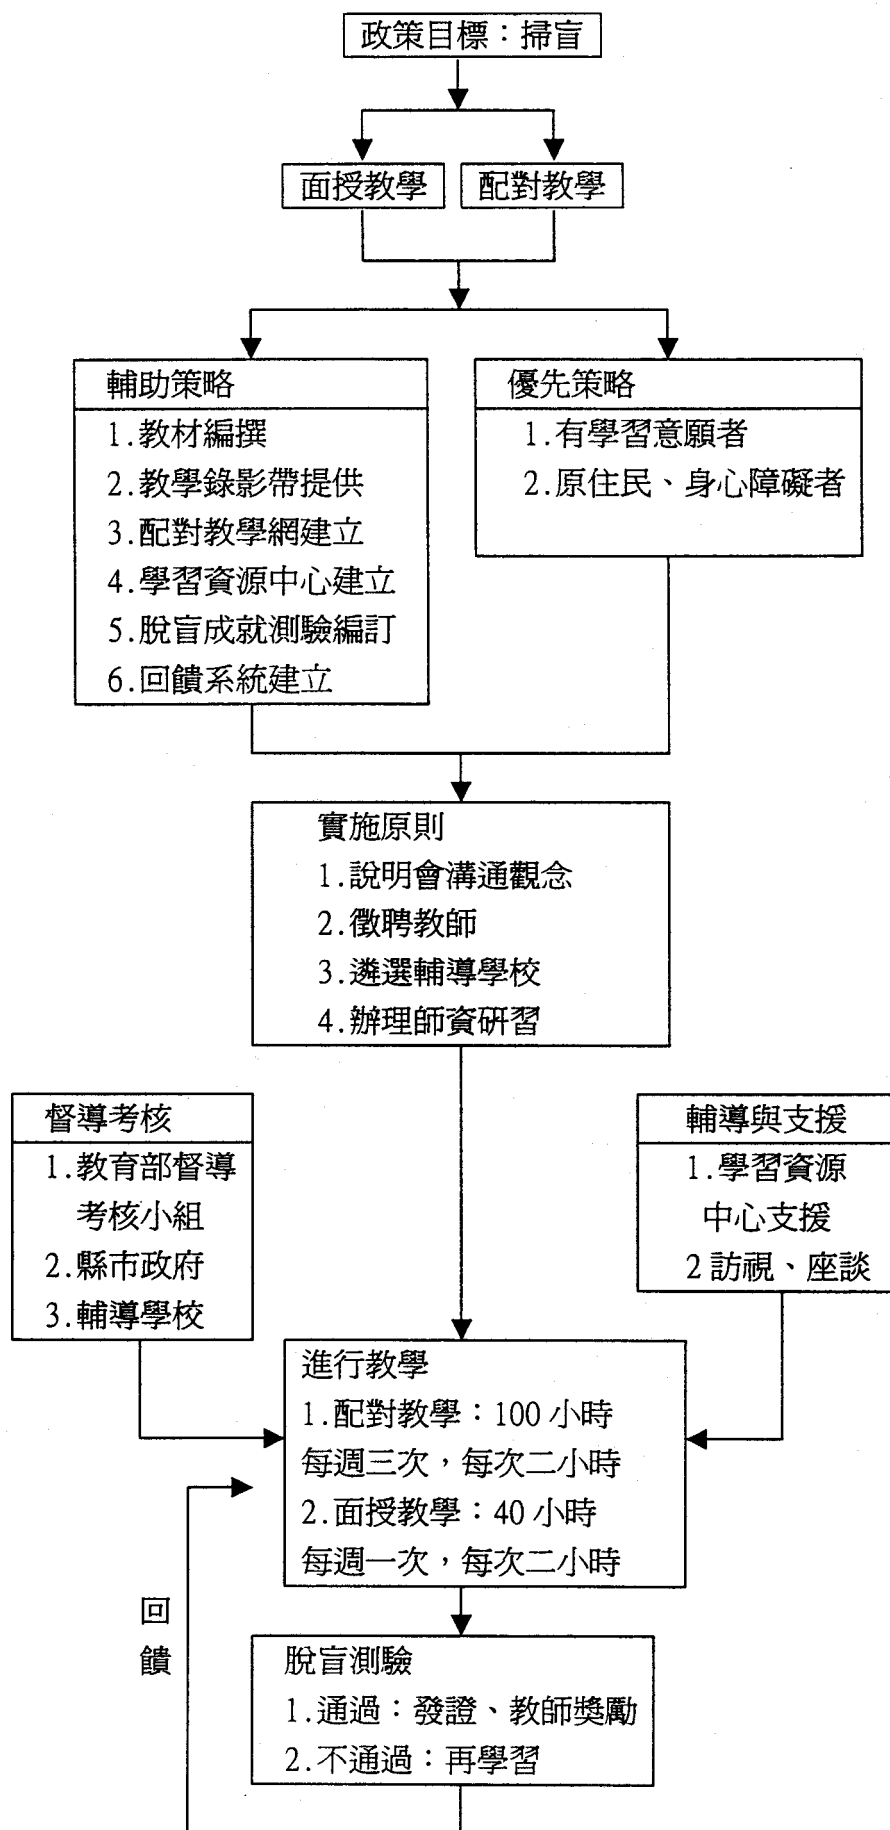 政策目標：掃盲
面授教學
配對教學
輔助策略
1.教材編撰
2.教學錄影帶提供
3.配對教學網建立
4.學習資源中心建立
5.脫盲成就測驗編訂
6.回饋系統建立
優先策略
1.有學習意願者
2.原住民、身心障礙者
實施原則
1.說明會溝通觀念
2.徵聘教師
3.遴選輔導學校
4.辦理師資研習
督導考核
1.教育部督導
考核小組
2.縣市政府
3.輔導學校
輔導與支援
1.學習資源
中心支援
2訪視、座談
進行教學
1.配對教學：100小時
每週三次，每次二小時
2.面授教學：40小時
每週一次，每次二小時
回饋
脫盲測驗
1.通過：發證、教師獎勵
2.不通過：再學習